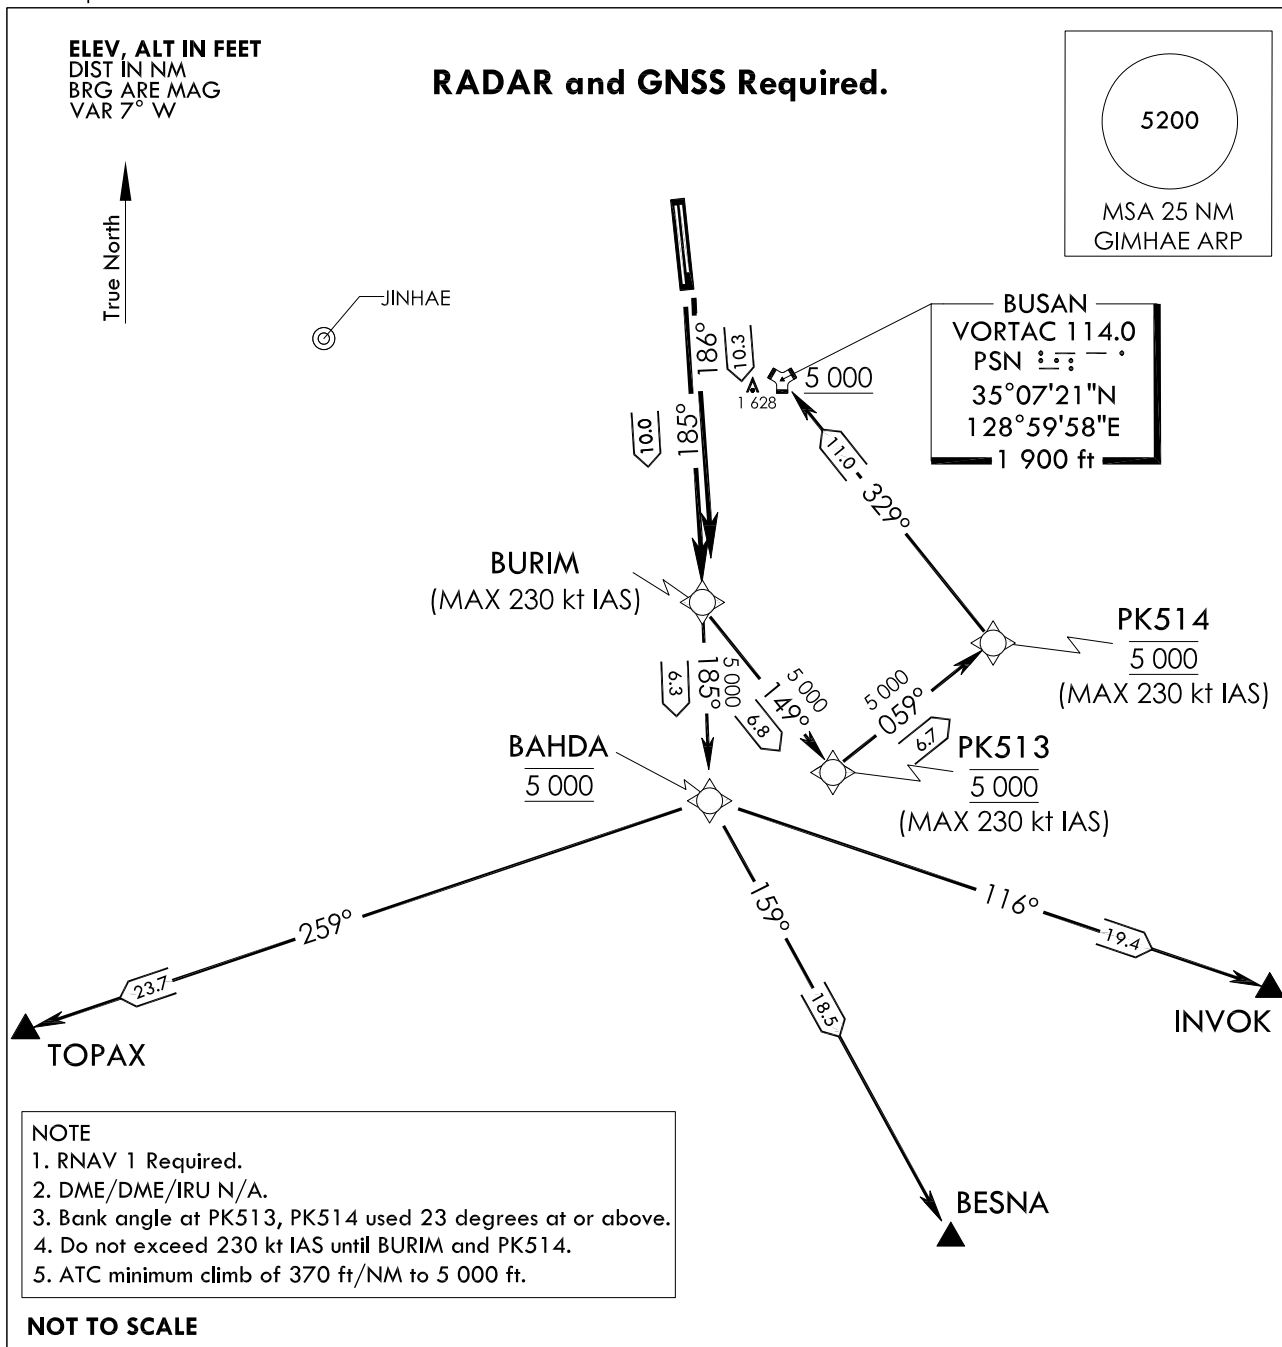 ELEV, ALT IN FEET
DIST IN NM
BRG ARE MAG
VAR 7° W
RADAR and GNSS Required.
5200
MSA 25 NM
GIMHAE ARP
True North
JINHAE
BUSAN
VORTAC 114.0
PSN
35°07'21"N
128°59'58"E
1 900 ft
186°
10.3
1 628
5 000
185°
10.0
11.0
329°
BURIM
(MAX 230 kt IAS)
PK514
5 000
(MAX 230 kt IAS)
6.3
185°
5 000
6.8
149°
5 000
5 000
059°
6.7
BAHDA
5 000
PK513
5 000
(MAX 230 kt IAS)
259°
23.7
159°
18.5
116°
19.4
TOPAX
INVOK
BESNA
NOTE
1. RNAV 1 Required.
2. DME/DME/IRU N/A.
3. Bank angle at PK513, PK514 used 23 degrees at or above.
4. Do not exceed 230 kt IAS until BURIM and PK514.
5. ATC minimum climb of 370 ft/NM to 5 000 ft.
NOT TO SCALE